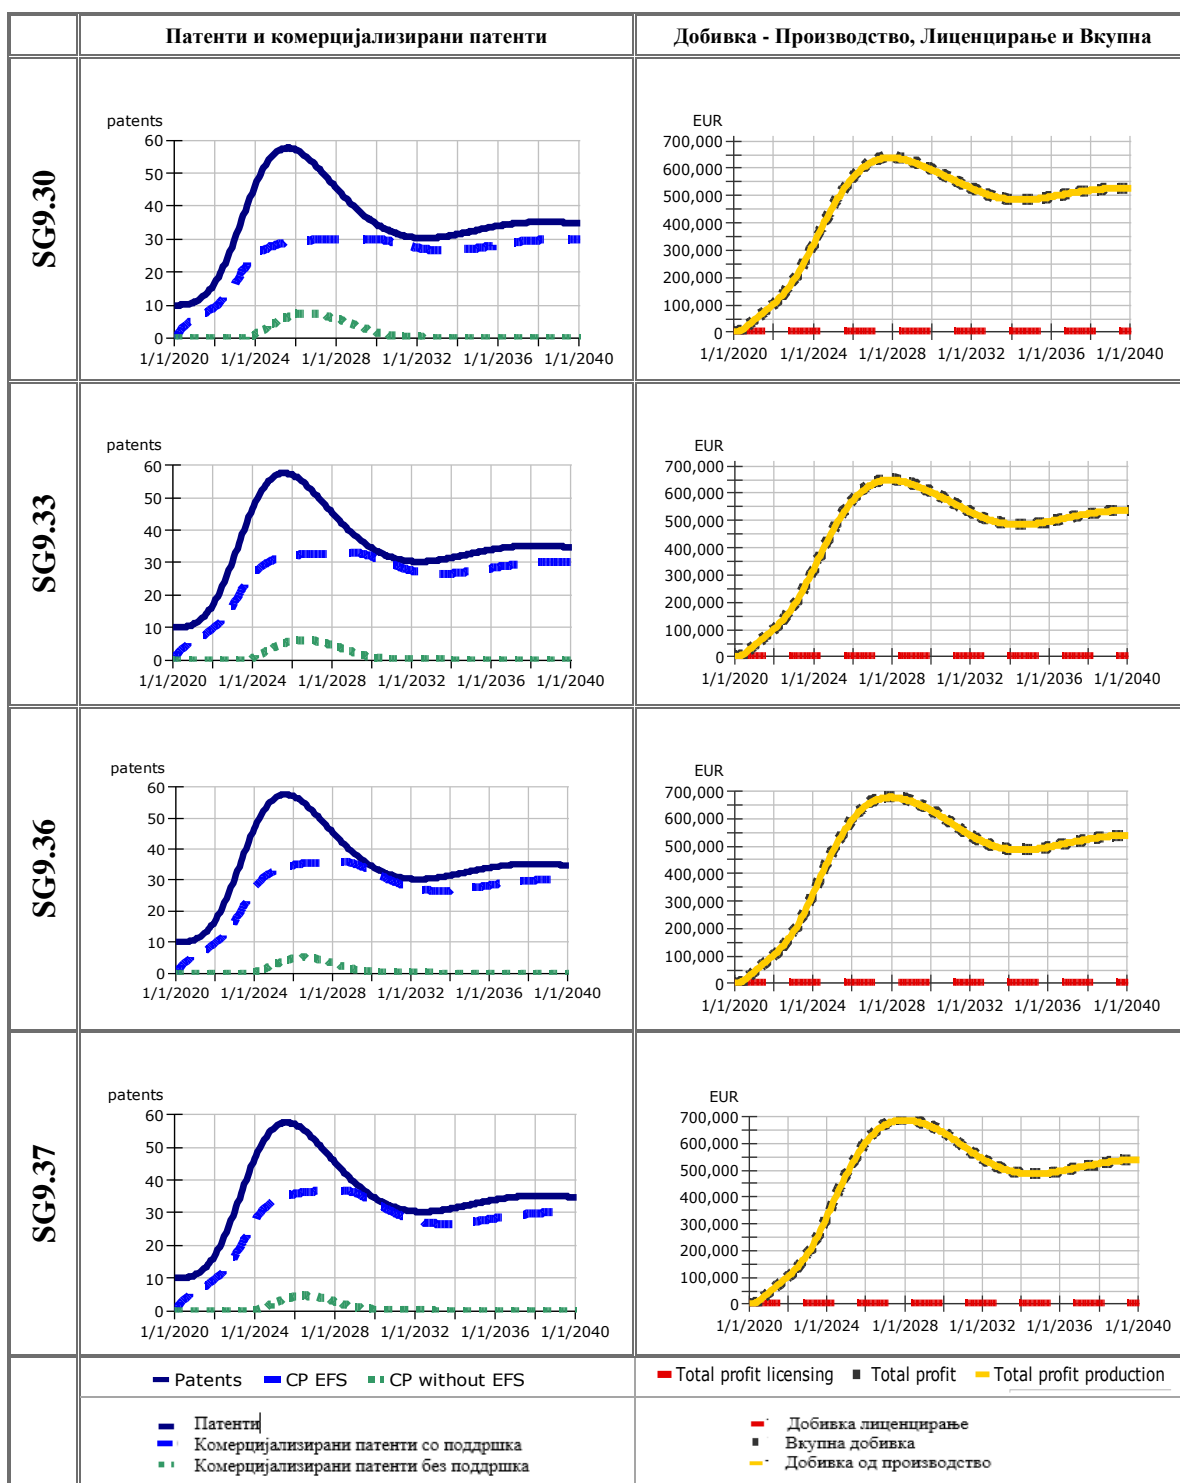 Патенти и комерцијализирани патенти
Добивка - Производство, Лиценцирање и Вкупна
SG9.30
patents
60
50
40
30
20
10
0
1/1/2020 1/1/2024 1/1/2028 1/1/2032 1/1/2036 1/1/2040
EUR
700,000
600,000
500,000
400,000
300,000
200,000
100,000
0
1/1/2020 1/1/2024 1/1/2028 1/1/2032 1/1/2036 1/1/2040
SG9.33
patents
60
50
40
30
20
10
0
1/1/2020 1/1/2024 1/1/2028 1/1/2032 1/1/2036 1/1/2040
EUR
700,000
600,000
500,000
400,000
300,000
200,000
100,000
0
1/1/2020 1/1/2024 1/1/2028 1/1/2032 1/1/2036 1/1/2040
SG9.36
patents
60
50
40
30
20
10
0
1/1/2020 1/1/2024 1/1/2028 1/1/2032 1/1/2036 1/1/2040
EUR
700,000
600,000
500,000
400,000
300,000
200,000
100,000
0
1/1/2020 1/1/2024 1/1/2028 1/1/2032 1/1/2036 1/1/2040
SG9.37
patents
60
50
40
30
20
10
0
1/1/2020 1/1/2024 1/1/2028 1/1/2032 1/1/2036 1/1/2040
EUR
700,000
600,000
500,000
400,000
300,000
200,000
100,000
0
1/1/2020 1/1/2024 1/1/2028 1/1/2032 1/1/2036 1/1/2040
Patents CP EFS CP without EFS
Total profit licensing Total profit Total profit production
Патенти
Комерцијализирани патенти со поддршка
Комерцијализирани патенти без поддршка
Добивка лиценцирање
Вкупна добивка
Добивка од производство